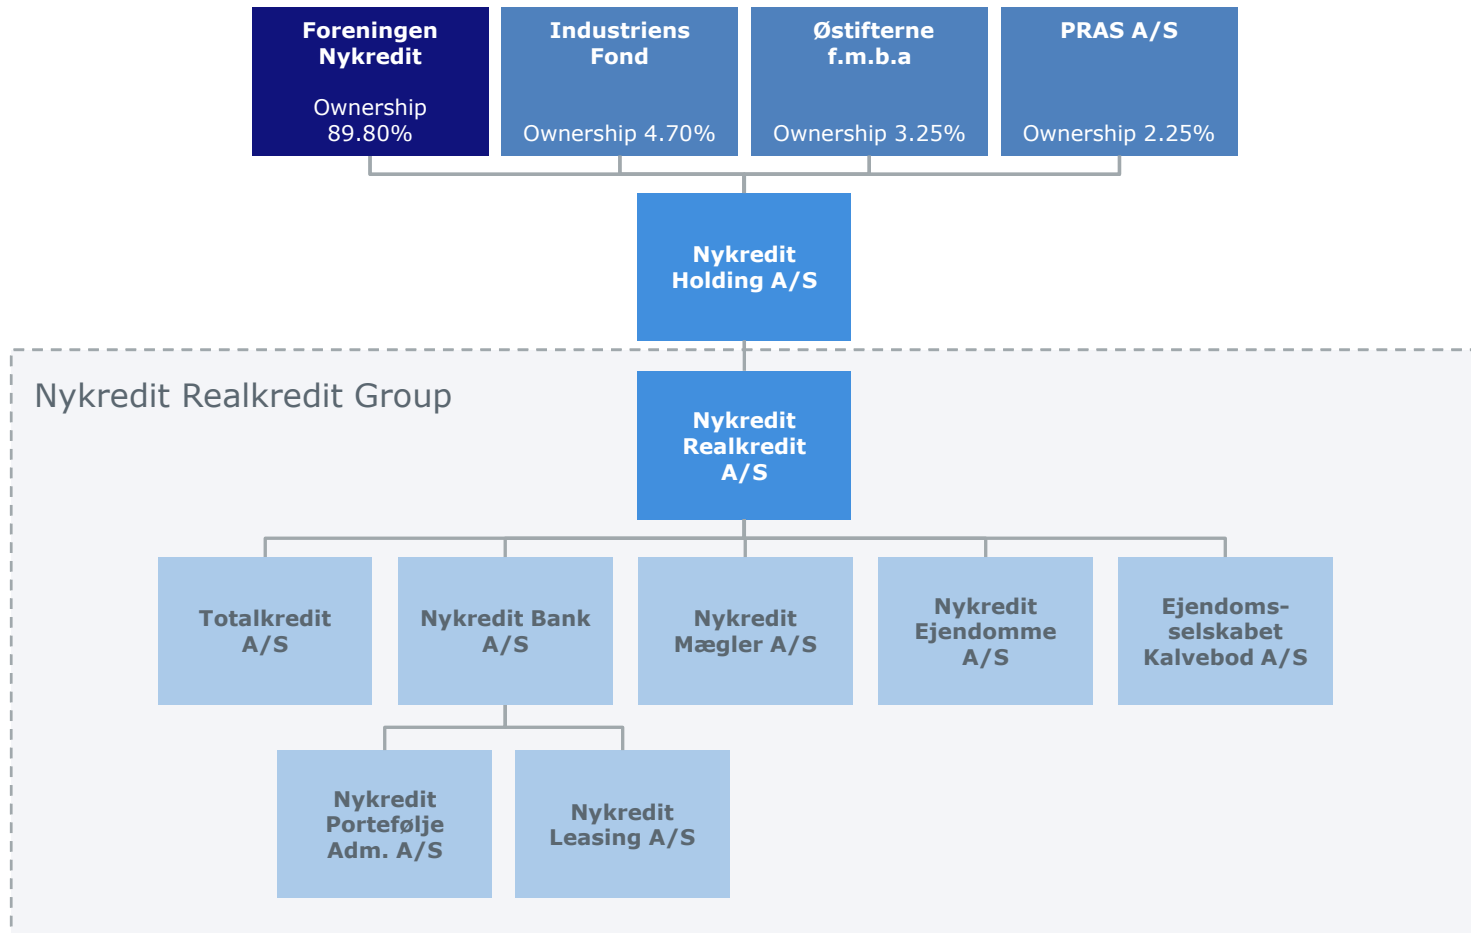 Foreningen
Nykredit
Ownership
89.80%
Industriens
Fond
Ownership 4.70%
Østifterne
f.m.b.a
Ownership 3.25%
PRAS A/S
Ownership 2.25%
Nykredit
Holding A/S
Nykredit Realkredit Group
Nykredit
Realkredit
A/S
Totalkredit
A/S
Nykredit Bank
A/S
Nykredit
Mægler A/S
Nykredit
Ejendomme
A/S
Ejendoms-
selskabet
Kalvebod A/S
Nykredit
Portefølje
Adm. A/S
Nykredit
Leasing A/S